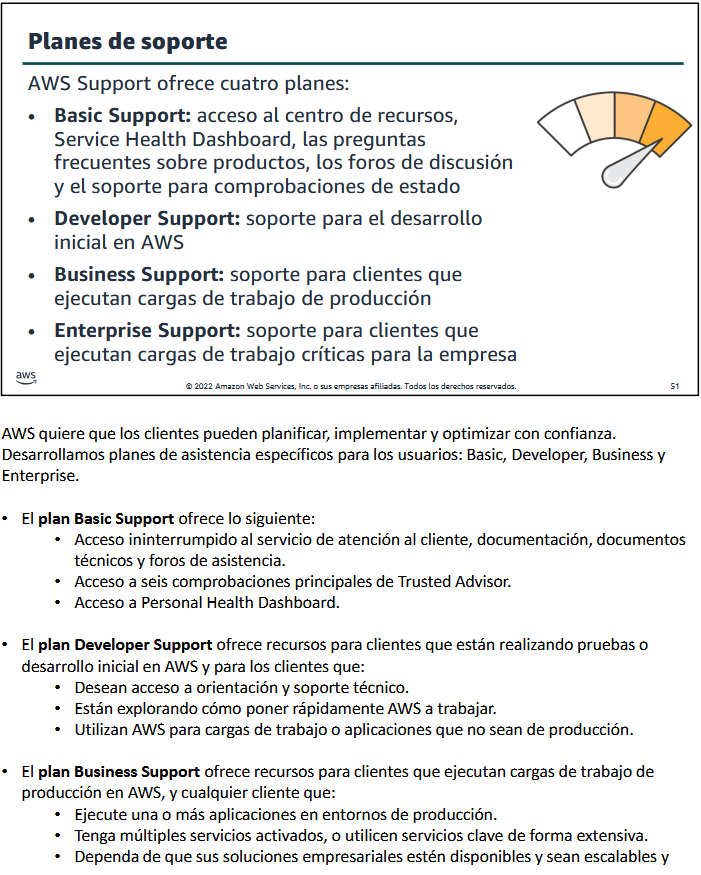 Planes de soporte
AWS Support ofrece cuatro planes:
• Basic Support: acceso al centro de recursos,
Service Health Dashboard, las preguntas
frecuentes sobre productos, los foros de discusión
y el soporte para comprobaciones de estado
• Developer Support: soporte para el desarrollo
inicial en AWS
• Business Support: soporte para clientes que
ejecutan cargas de trabajo de producción
• Enterprise Support: soporte para clientes que
ejecutan cargas de trabajo críticas para la empresa
aws
© 2022 Amazon Web Services, Inc. o sus empresas afiliadas. Todos los derechos reservados.
51
AWS quiere que los clientes pueden planificar, implementar y optimizar con confianza.
Desarrollamos planes de asistencia específicos para los usuarios: Basic, Developer, Business y
Enterprise.
• El plan Basic Support ofrece lo siguiente:
• Acceso ininterrumpido al servicio de atención al cliente, documentación, documentos
técnicos y foros de asistencia.
• Acceso a seis comprobaciones principales de Trusted Advisor.
• Acceso a Personal Health Dashboard.
• El plan Developer Support ofrece recursos para clientes que están realizando pruebas o
desarrollo inicial en AWS y para los clientes que:
• Desean acceso a orientación y soporte técnico.
• Están explorando cómo poner rápidamente AWS a trabajar.
• Utilizan AWS para cargas de trabajo o aplicaciones que no sean de producción.
• El plan Business Support ofrece recursos para clientes que ejecutan cargas de trabajo de
producción en AWS, y cualquier cliente que:
• Ejecute una o más aplicaciones en entornos de producción.
• Tenga múltiples servicios activados, o utilicen servicios clave de forma extensiva.
• Dependa de que sus soluciones empresariales estén disponibles y sean escalables y